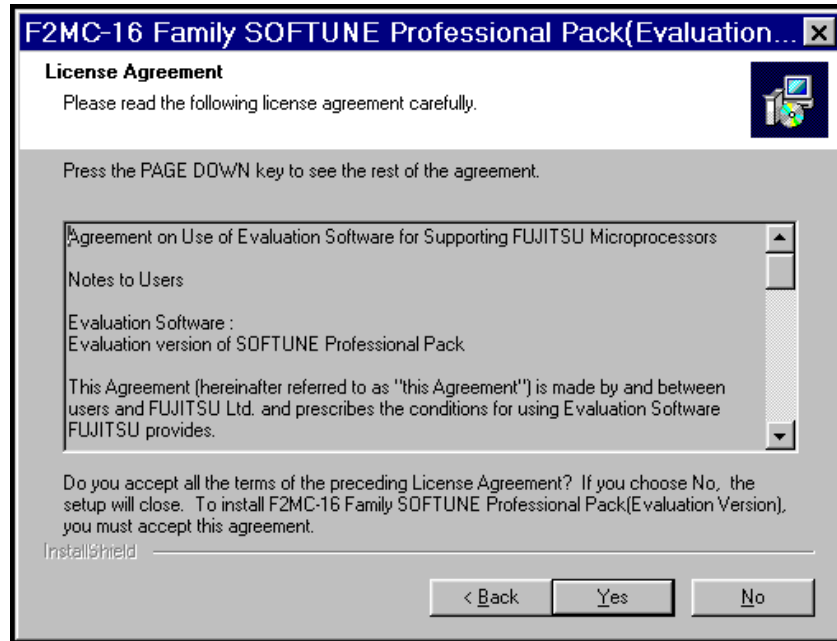 F2MC-16 Family SOFTUNE Professional Pack(Evaluation...
License Agreement
Please read the following license agreement carefully.
Press the PAGE DOWN key to see the rest of the agreement.
Agreement on Use of Evaluation Software for Supporting FUJITSU Microprocessors
Notes to Users
Evaluation Software :
Evaluation version of SOFTUNE Professional Pack
This Agreement (hereinafter referred to as "this Agreement") is made by and between
users and FUJITSU Ltd. and prescribes the conditions for using Evaluation Software
FUJITSU provides.
Do you accept all the terms of the preceding License Agreement? If you choose No, the
setup will close. To install F2MC-16 Family SOFTUNE Professional Pack(Evaluation Version),
you must accept this agreement.
InstallShield
< Back Yes No